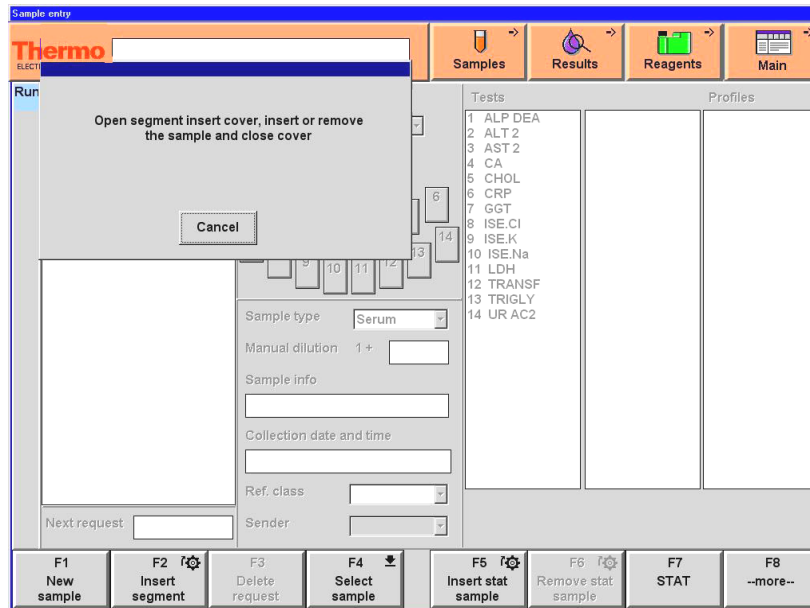 Sample entry
Thermo
ELECT
Samples
Results
Reagents
Main
Run
Open segment insert cover, insert or remove
the sample and close cover
Cancel
6
14
13
12
11
10
9
Tests
Profiles
1 ALP DEA
2 ALT 2
3 AST 2
4 CA
5 CHOL
6 CRP
7 GGT
8 ISE.Cl
9 ISE.K
10 ISE.Na
11 LDH
12 TRANSF
13 TRIGLY
14 UR AC2
Sample type
Serum
Manual dilution 1 +
Sample info
Collection date and time
Ref. class
Next request
Sender
F1
New
sample
F2
Insert
segment
F3
Delete
request
F4
Select
sample
F5
Insert stat
sample
F6
Remove stat
sample
F7
STAT
F8
--more--